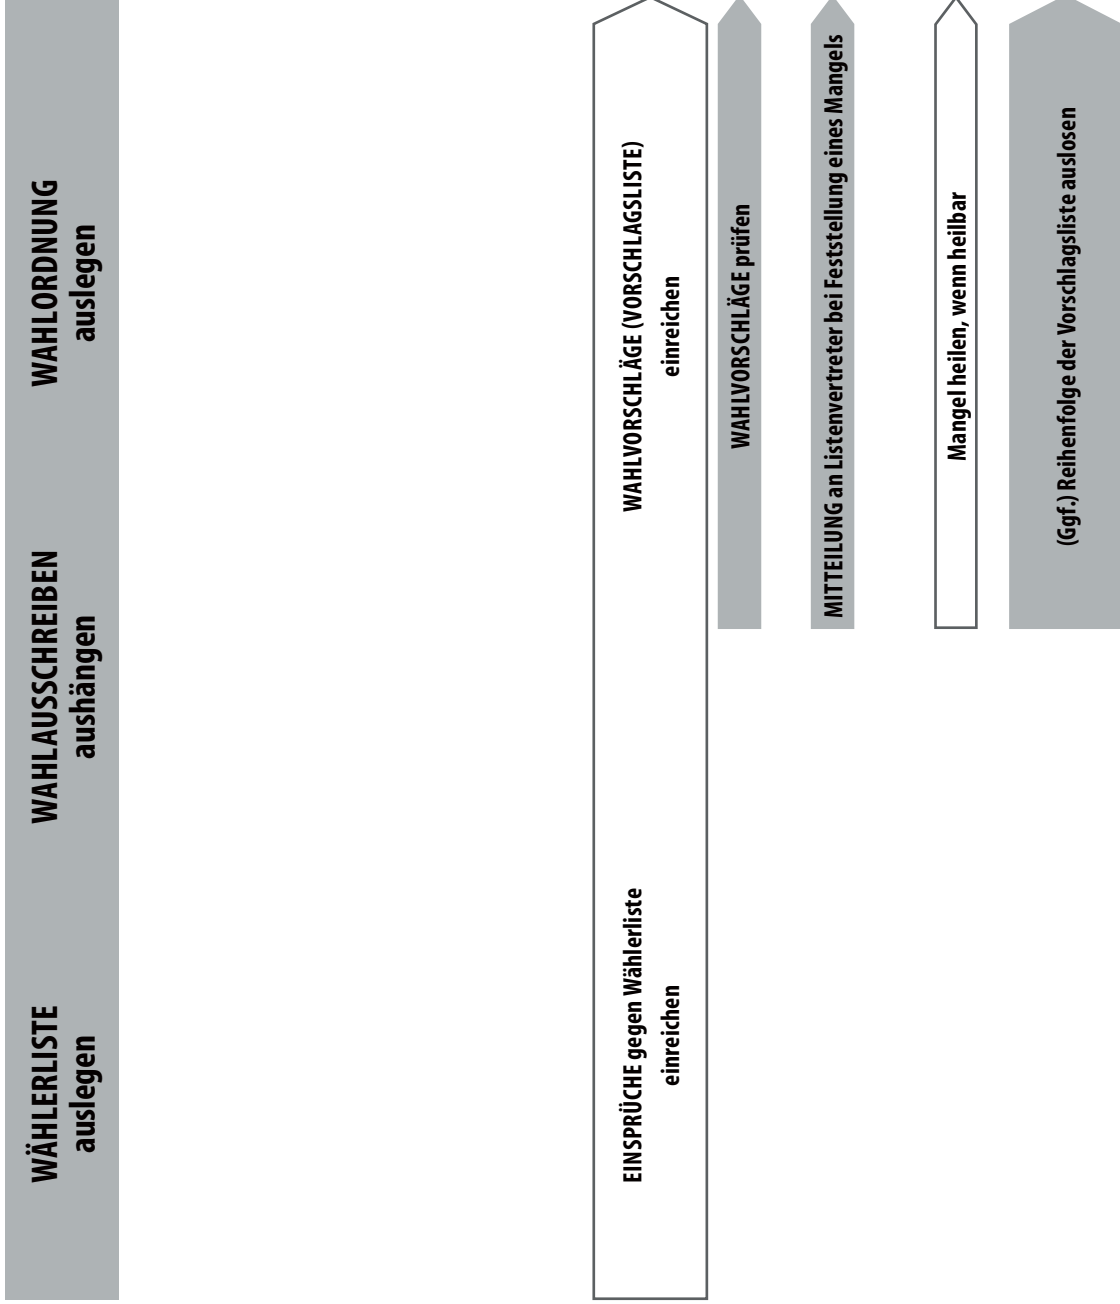 WÄHLERLISTE
auslegen
WAHLAUSSCHREIBEN
aushängen
WAHLORDNUNG
auslegen
EINSPRÜCHE gegen Wählerliste
einreichen
WAHLVORSCHLÄGE (VORSCHLAGSLISTE)
einreichen
WAHLVORSCHLÄGE prüfen
MITTEILUNG an Listenvertreter bei Feststellung eines Mangels
Mangel heilen, wenn heilbar
(Ggf.) Reihenfolge der Vorschlagsliste auslosen